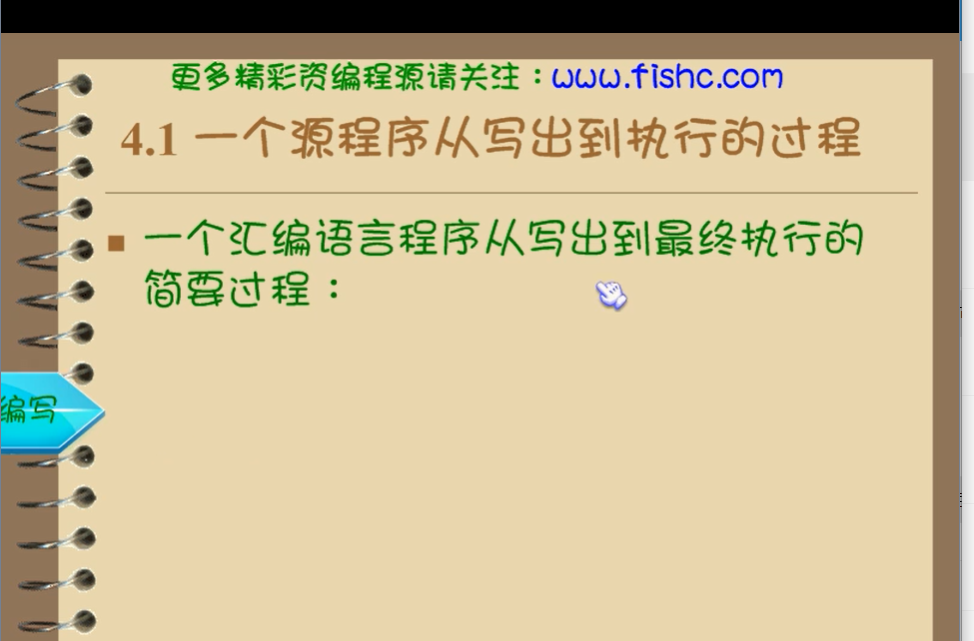 更多精彩资编程源请关注：www.fishc.com
4.1 一个源程序从写出到执行的过程
■ 一个汇编语言程序从写出到最终执行的
简要过程：
编写